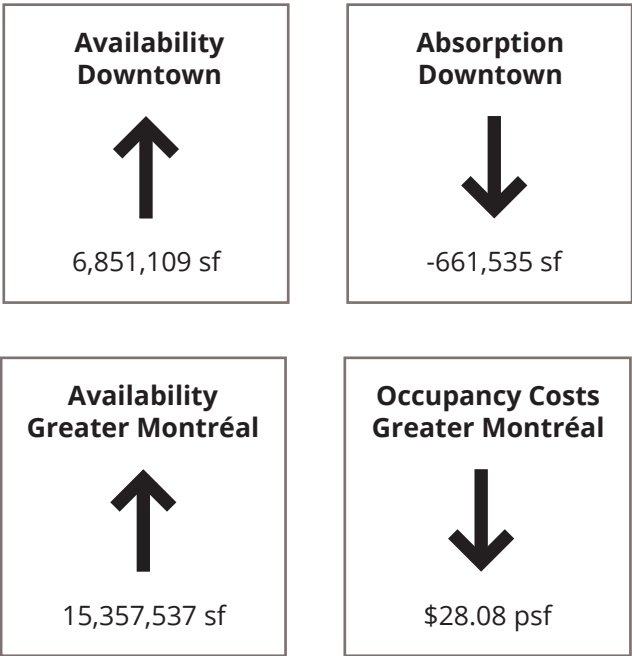 Availability
Downtown
6,851,109 sf
Absorption
Downtown
-661,535 sf
Availability
Greater Montréal
15,357,537 sf
Occupancy Costs
Greater Montréal
$28.08 psf